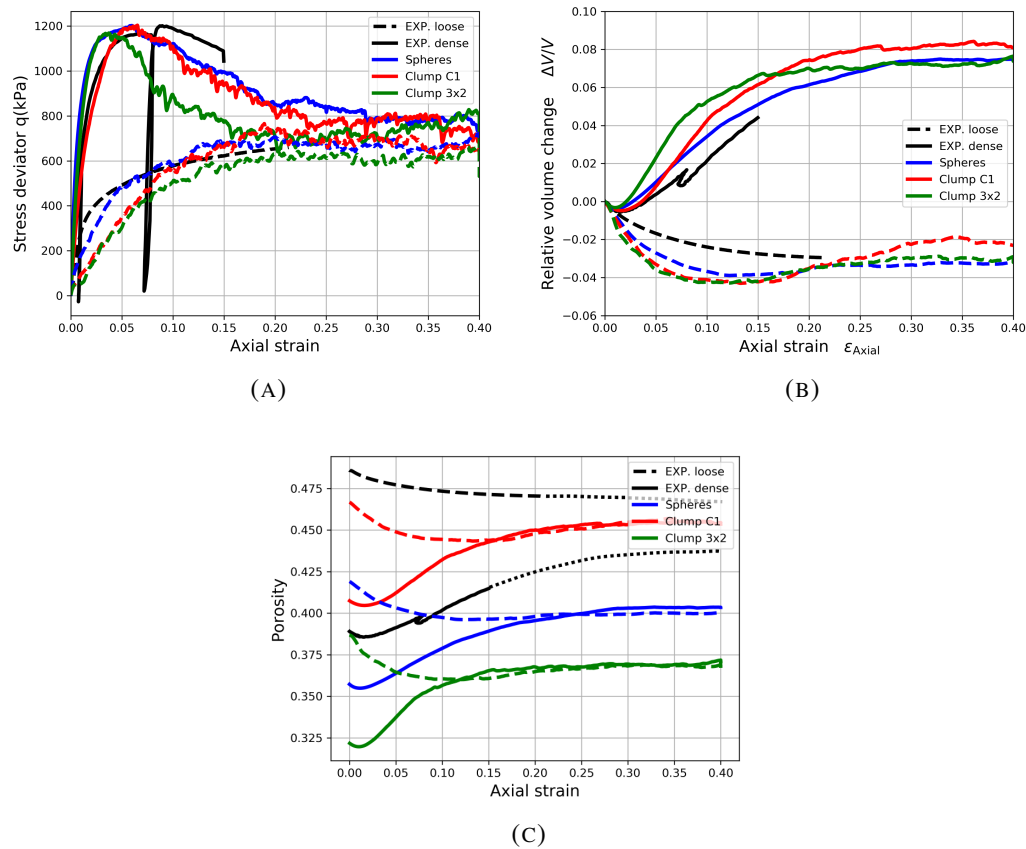 1200
1000
800
600
400
200
0
Stress deviator q(kPa)
EXP. loose
EXP. dense
Spheres
Clump C1
Clump 3x2
0.00 0.05 0.10 0.15 0.20 0.25 0.30 0.35 0.40
Axial strain
(A)
0.10
0.08
0.06
0.04
0.02
0.00
−0.02
−0.04
−0.06
Relative volume change ΔV/V
EXP. loose
EXP. dense
Spheres
Clump C1
Clump 3x2
0.00 0.05 0.10 0.15 0.20 0.25 0.30 0.35 0.40
Axial strain εAxial
(B)
0.475
0.450
0.425
0.400
0.375
0.350
0.325
Porosity
EXP. loose
EXP. dense
Spheres
Clump C1
Clump 3x2
0.00 0.05 0.10 0.15 0.20 0.25 0.30 0.35 0.40
Axial strain
(C)